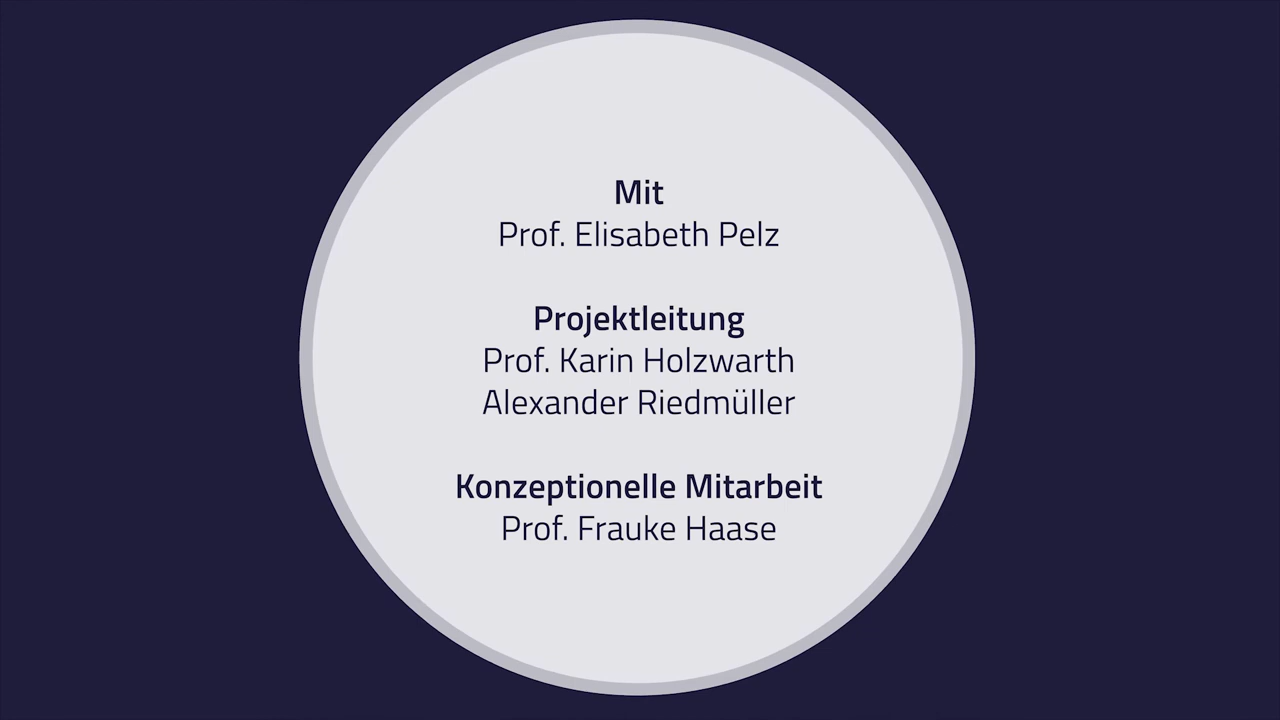 Mit
Prof. Elisabeth Pelz
Projektleitung
Prof. Karin Holzwarth
Alexander Riedmüller
Konzeptionelle Mitarbeit
Prof. Frauke Haase